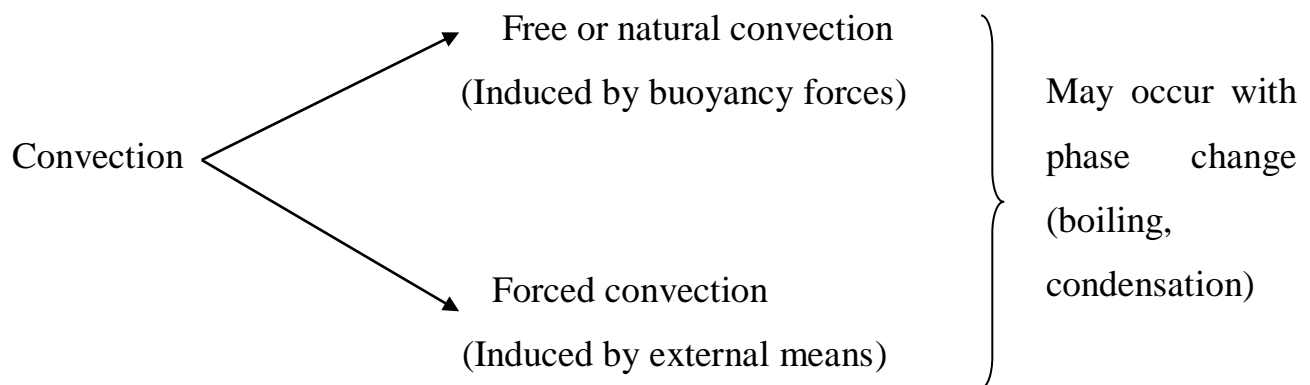 Free or natural convection
(Induced by buoyancy forces)
Convection
Forced convection
(Induced by external means)
May occur with
phase change
(boiling,
condensation)